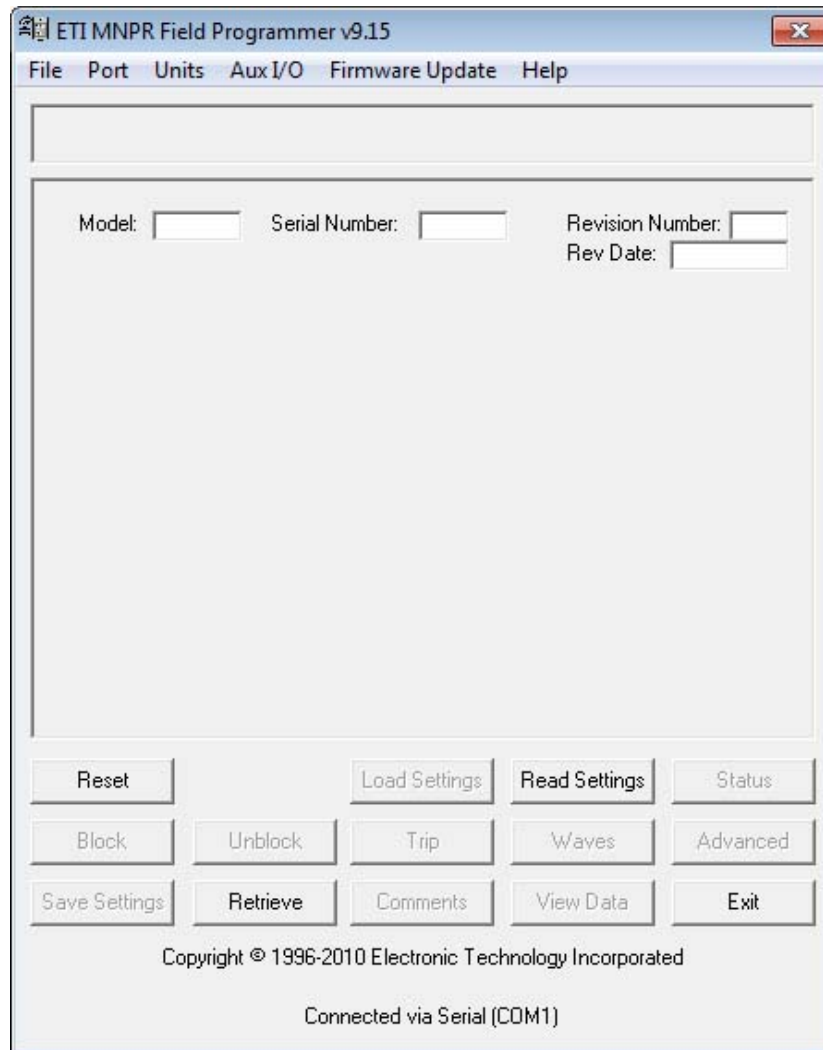 ETI MNPR Field Programmer v9.15
File Port Units Aux I/O Firmware Update Help
Model: Serial Number: Revision Number:
Rev Date:
Reset Load Settings Read Settings Status
Block Unblock Trip Waves Advanced
Save Settings Retrieve Comments View Data Exit
Copyright © 1996-2010 Electronic Technology Incorporated
Connected via Serial (COM1)